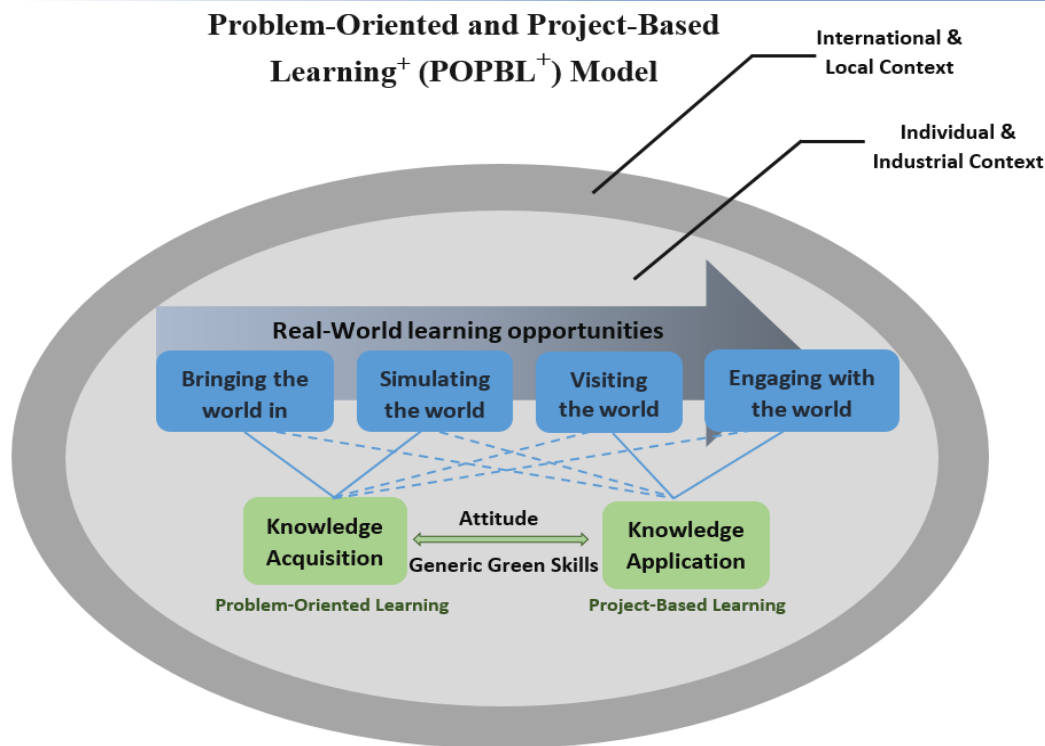 Problem-Oriented and Project-Based
Learning⁺ (POPBL⁺) Model
International &
Local Context
Individual &
Industrial Context
Real-World learning opportunities
Bringing the
world in
Simulating
the world
Visiting
the world
Engaging with
the world
Knowledge
Acquisition
Attitude
Generic Green Skills
Knowledge
Application
Problem-Oriented Learning
Project-Based Learning